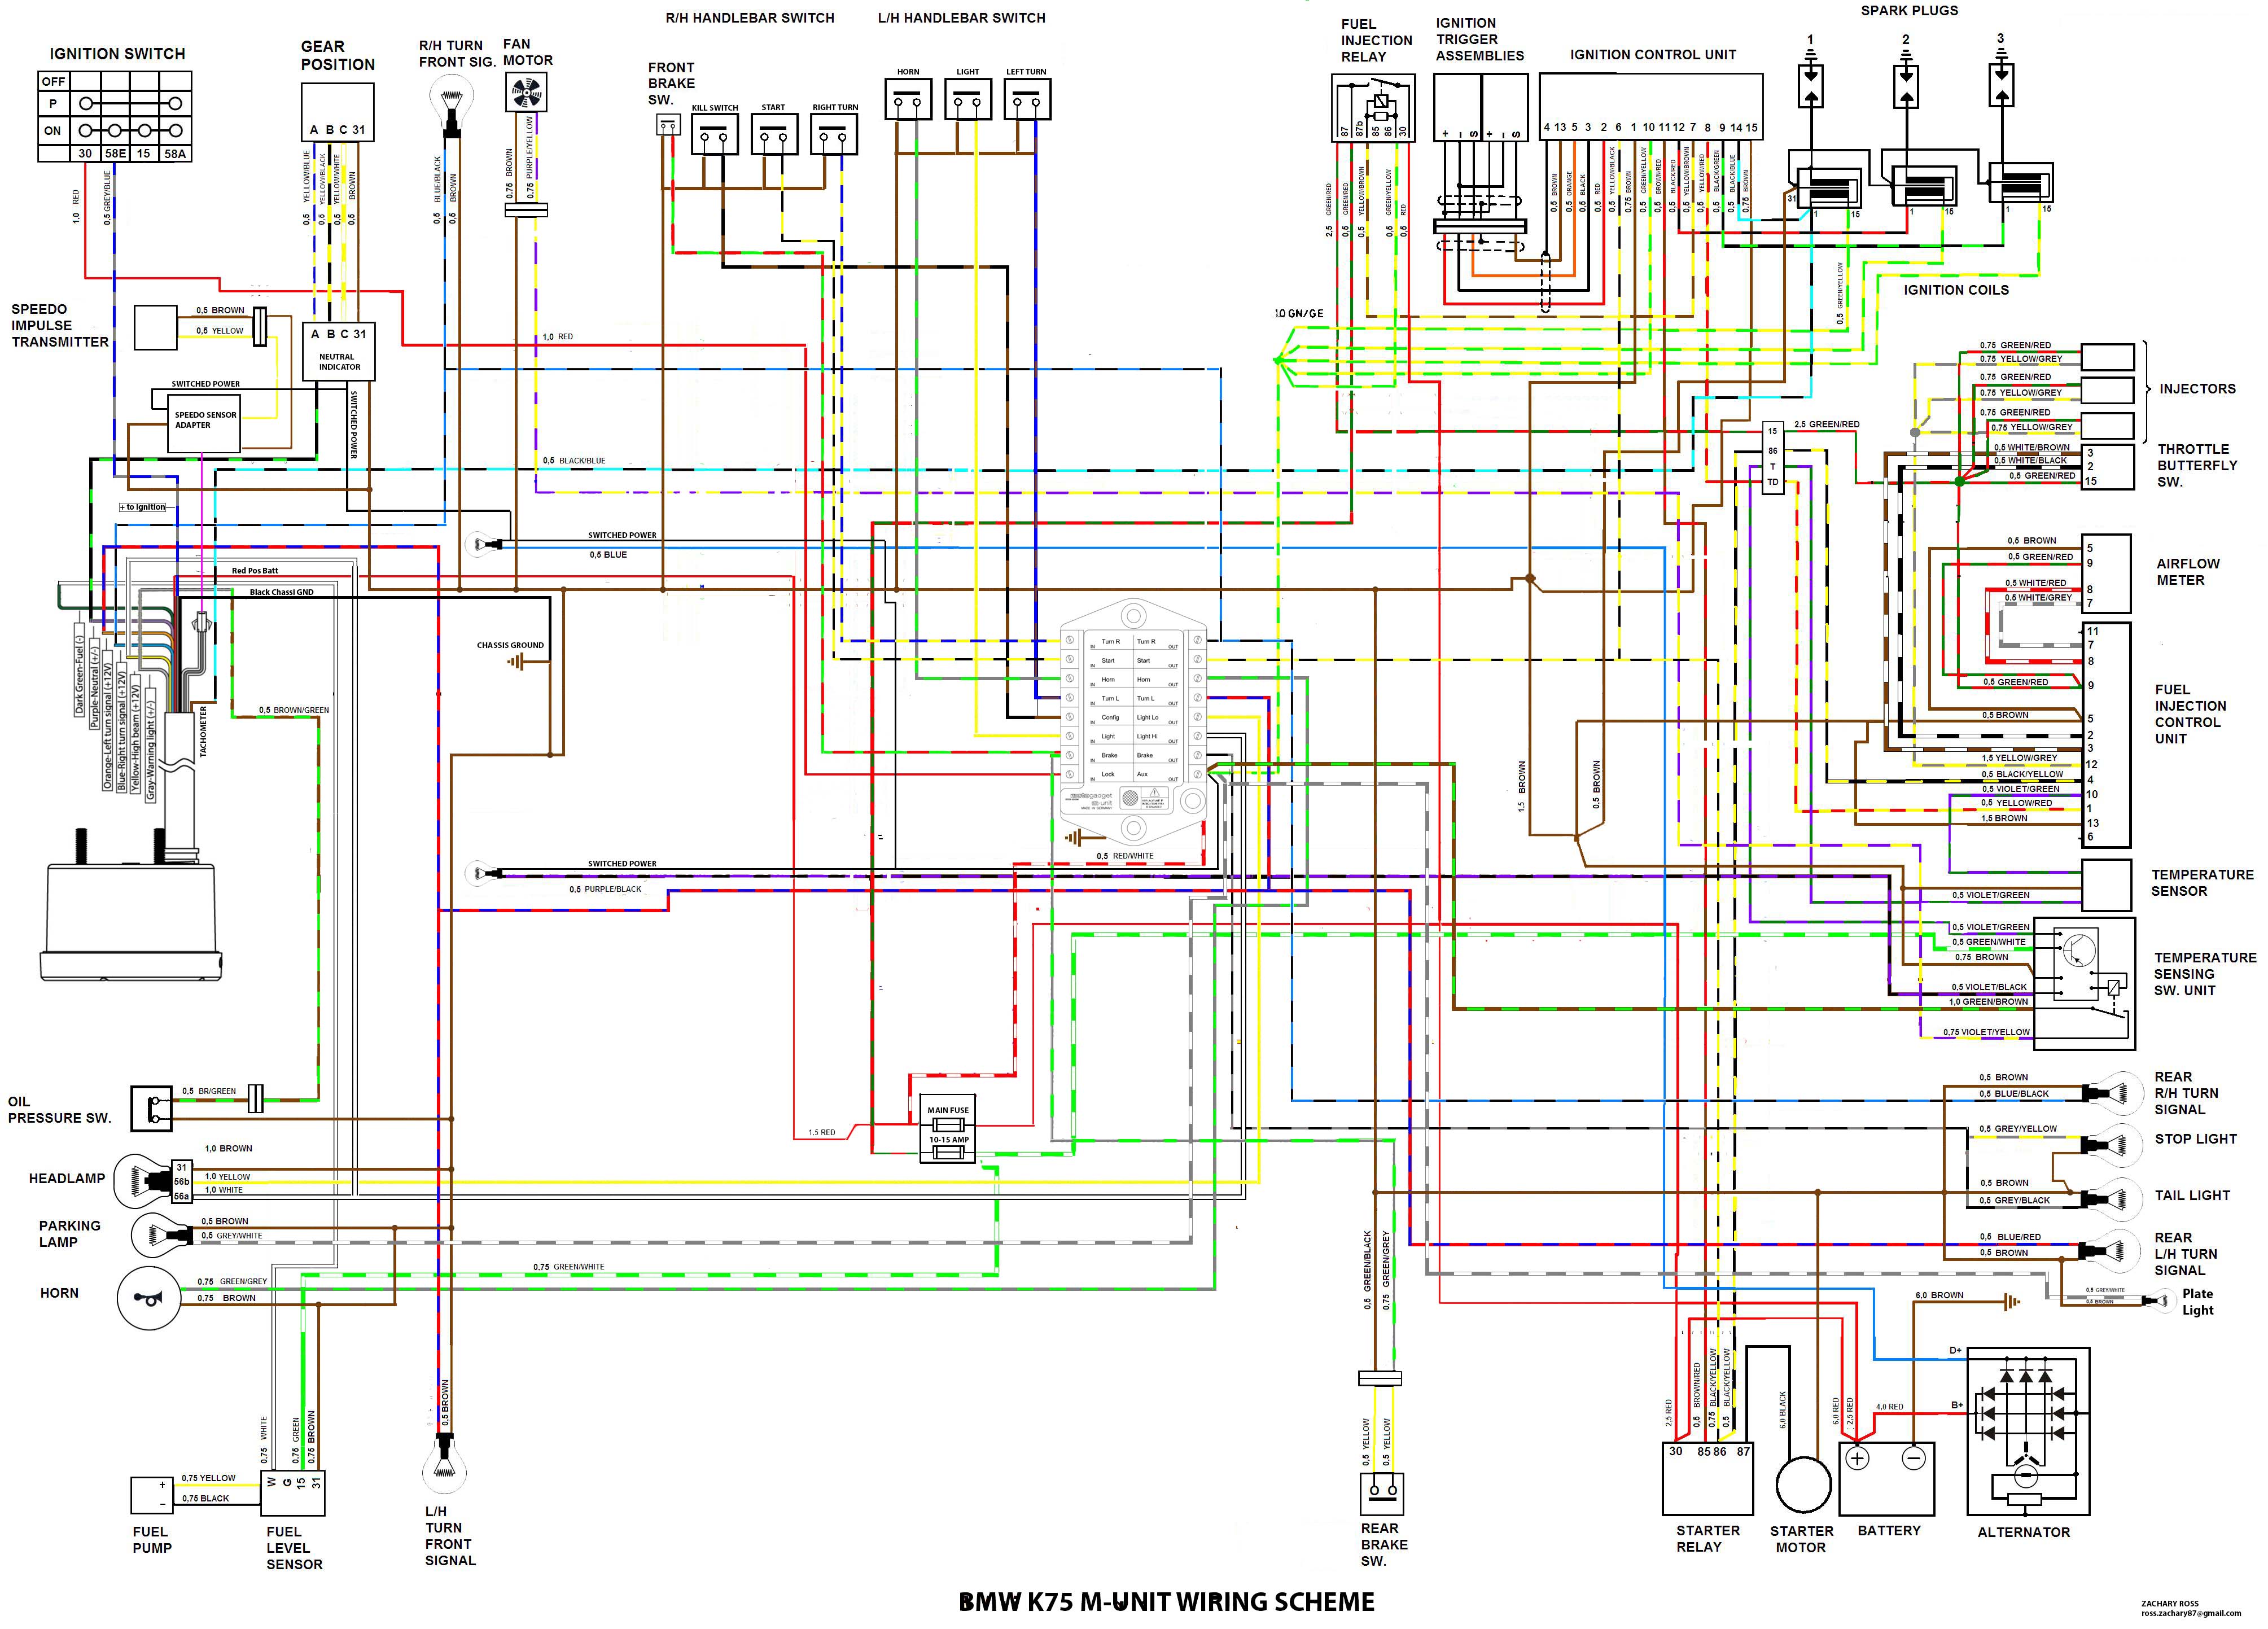 R/H HANDLEBAR SWITCH
L/H HANDLEBAR SWITCH
SPARK PLUGS
1
2
3
IGNITION SWITCH
OFF
P
ON
30
58E
15
58A
1,0 RED
0,5 GREY/BLUE
GEAR
POSITION
A B C 31
0,5 YELLOW/BLUE
0,5 YELLOW/BLACK
0,5 YELLOW/WHITE
0,5 BROWN
A B C 31
NEUTRAL
INDICATOR
R/H TURN
FRONT SIG.
0,5 BLUE/BLACK
0,5 BROWN
FAN
MOTOR
0,75 BROWN
0,75 PURPLE/YELLOW
FRONT
BRAKE
SW.
KILL SWITCH
START
RIGHT TURN
HORN
LIGHT
LEFT TURN
FUEL
INJECTION
RELAY
87
87b
85
86
30
2,5 GREEN/RED
0,5 GREEN/RED
0,5 YELLOW/BROWN
0,5 GREEN/YELLOW
0,5 RED
IGNITION
TRIGGER
ASSEMBLIES
+ – S + – S
IGNITION CONTROL UNIT
4 13 5 3 2 6 1 10 11 12 7 8 9 14 15
0,5 BROWN
0,5 ORANGE
0,5 BLACK
0,5 RED
0,5 YELLOW/BLACK
0,75 BROWN
0,5 GREEN/YELLOW
0,5 BROWN/RED
0,5 BLACK/RED
0,5 YELLOW/BROWN
0,5 YELLOW/RED
0,5 BLACK/GREEN
0,5 BLACK/BLUE
0,75 BROWN
31
1
15
1
15
1
15
0,5 GREEN/YELLOW
IGNITION COILS
1.0 GN/GE
SPEEDO
IMPULSE
TRANSMITTER
0,5 BROWN
0,5 YELLOW
SWITCHED POWER
SPEEDO SENSOR
ADAPTER
SWITCHED POWER
1,0 RED
0,5 BLACK/BLUE
+ to ignition
SWITCHED POWER
0,5 BLUE
Red Pos Batt
Black Chassi GND
CHASSIS GROUND
Dark Green-Fuel (-)
Purple-Neutral (+/-)
Orange-Left turn signal (+12V)
Blue-Right turn signal (+12V)
Yellow-High beam (+12V)
Gray-Warning light (+/-)
TACHOMETER
0,5 BROWN/GREEN
Turn R IN
Turn R OUT
Start IN
Start OUT
Horn IN
Horn OUT
Turn L IN
Turn L OUT
Config IN
Light Lo OUT
Light IN
Light Hi OUT
Brake IN
Brake OUT
Lock IN
Aux OUT
motogadget
m-unit
MADE IN GERMANY
0,5 RED/WHITE
SWITCHED POWER
0,5 PURPLE/BLACK
15
86
T
TD
2.5 GREEN/RED
0.75 GREEN/RED
0.75 YELLOW/GREY
0.75 GREEN/RED
0.75 YELLOW/GREY
0.75 GREEN/RED
0.75 YELLOW/GREY
INJECTORS
0.5 WHITE/BROWN
0.5 WHITE/BLACK
0.5 GREEN/RED
3
2
15
THROTTLE
BUTTERFLY
SW.
0,5 BROWN
0,5 GREEN/RED
0,5 WHITE/RED
0.5 WHITE/GREY
5
9
8
7
AIRFLOW
METER
11
7
8
9
5
2
3
12
4
10
1
13
6
0,5 GREEN/RED
0,5 BROWN
1,5 YELLOW/GREY
0,5 BLACK/YELLOW
0,5 VIOLET/GREEN
0,5 YELLOW/RED
1,5 BROWN
FUEL
INJECTION
CONTROL
UNIT
1,5 BROWN
0,5 BROWN
0,5 VIOLET/GREEN
TEMPERATURE
SENSOR
0,5 VIOLET/GREEN
0,5 GREEN/WHITE
0.75 BROWN
0,5 VIOLET/BLACK
1,0 GREEN/BROWN
0,75 VIOLET/YELLOW
TEMPERATURE
SENSING
SW. UNIT
OIL
PRESSURE SW.
0,5 BR/GREEN
MAIN FUSE
10-15 AMP
1.5 RED
0,5 BROWN
0,5 BLUE/BLACK
REAR
R/H TURN
SIGNAL
0,5 GREY/YELLOW
STOP LIGHT
0,5 BROWN
0,5 GREY/BLACK
TAIL LIGHT
0,5 BLUE/RED
0,5 BROWN
REAR
L/H TURN
SIGNAL
0,5 GREY/WHITE
0,5 BROWN
Plate
Light
HEADLAMP
31
56b
56a
1,0 BROWN
1,0 YELLOW
1,0 WHITE
PARKING
LAMP
0,5 BROWN
0,5 GREY/WHITE
HORN
0.75 GREEN/GREY
0.75 BROWN
0.75 GREEN/WHITE
0,5 GREEN/BLACK
0,75 GREEN/GREY
0,5 YELLOW
0,5 YELLOW
REAR
BRAKE
SW.
0,75 WHITE
0,75 GREEN
0,75 BROWN
W G 15 31
0,75 YELLOW
0,75 BLACK
+
–
FUEL
PUMP
FUEL
LEVEL
SENSOR
0,5 BROWN
L/H
TURN
FRONT
SIGNAL
2,5 RED
0,5 BROWN/RED
0,75 BLACK/YELLOW
0,5 BLACK/YELLOW
30 85 86 87
STARTER
RELAY
6,0 BLACK
STARTER
MOTOR
6,0 RED
2,5 RED
4,0 RED
6,0 BROWN
+
–
BATTERY
D+
B+
ALTERNATOR
BMW K75 M-UNIT WIRING SCHEME
ZACHARY ROSS
ross.zachary87@gmail.com